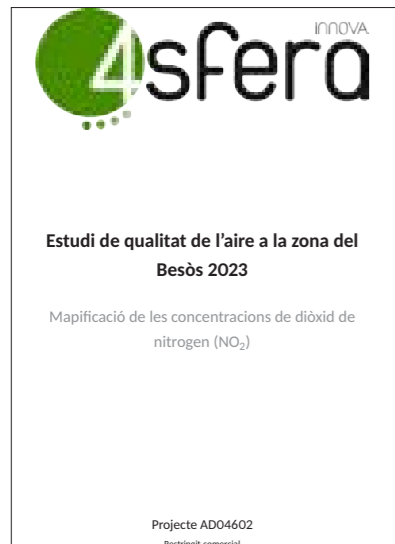 INNOVA
4sfera
Estudi de qualitat de l’aire a la zona del
Besòs 2023
Mapificació de les concentracions de diòxid de
nitrogen (NO₂)
Projecte AD04602
Restringit comercial